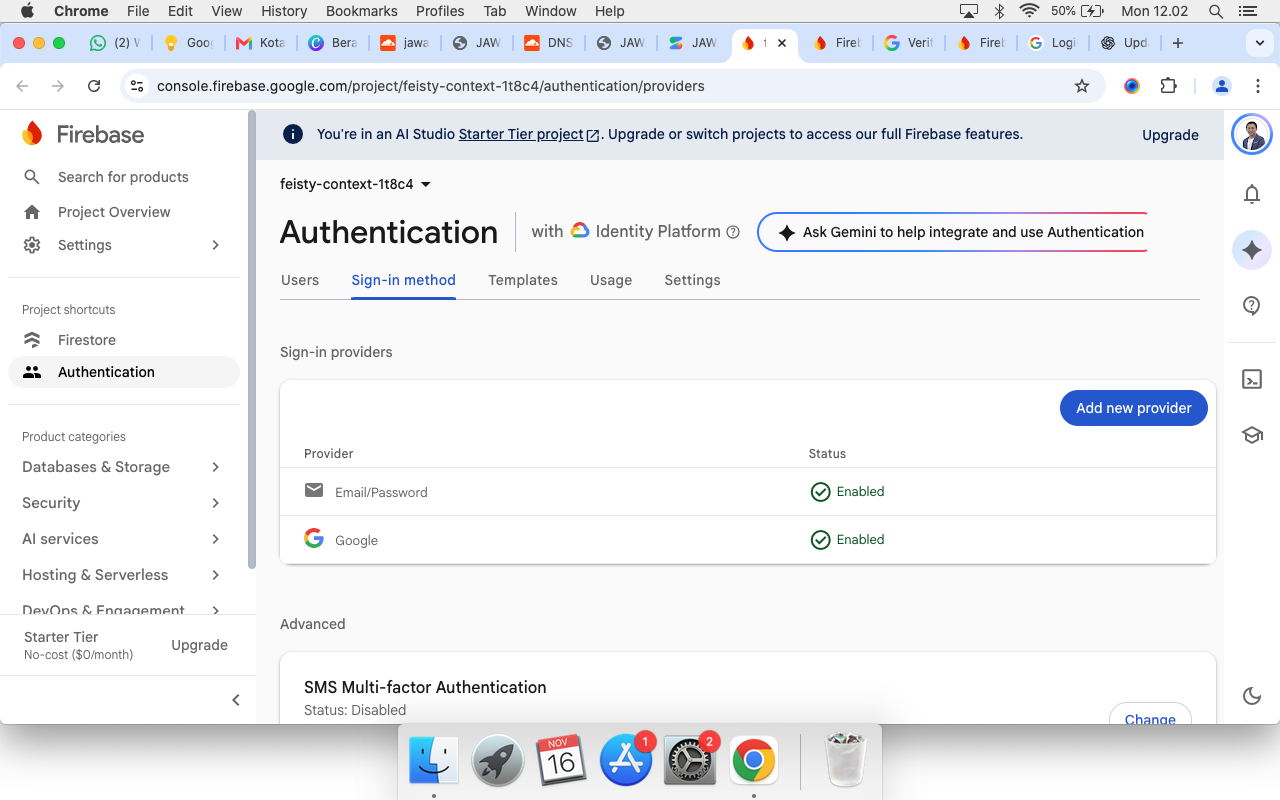 Chrome File Edit View History Bookmarks Profiles Tab Window Help 50% Mon 12.02
(2) W Goog Kota Bera jawa JAW DNS JAW JAW f Fireb Verif Fireb Logi Upda
console.firebase.google.com/project/feisty-context-1t8c4/authentication/providers
Firebase
Search for products
Project Overview
Settings
Project shortcuts
Firestore
Authentication
Product categories
Databases & Storage
Security
AI services
Hosting & Serverless
DevOps & Engagement
Starter Tier
No-cost ($0/month)
Upgrade
You're in an AI Studio Starter Tier project. Upgrade or switch projects to access our full Firebase features. Upgrade
feisty-context-1t8c4
Authentication with Identity Platform Ask Gemini to help integrate and use Authentication
Users Sign-in method Templates Usage Settings
Sign-in providers
Add new provider
Provider Status
Email/Password Enabled
Google Enabled
Advanced
SMS Multi-factor Authentication
Status: Disabled
Change
NOV
16
1
2